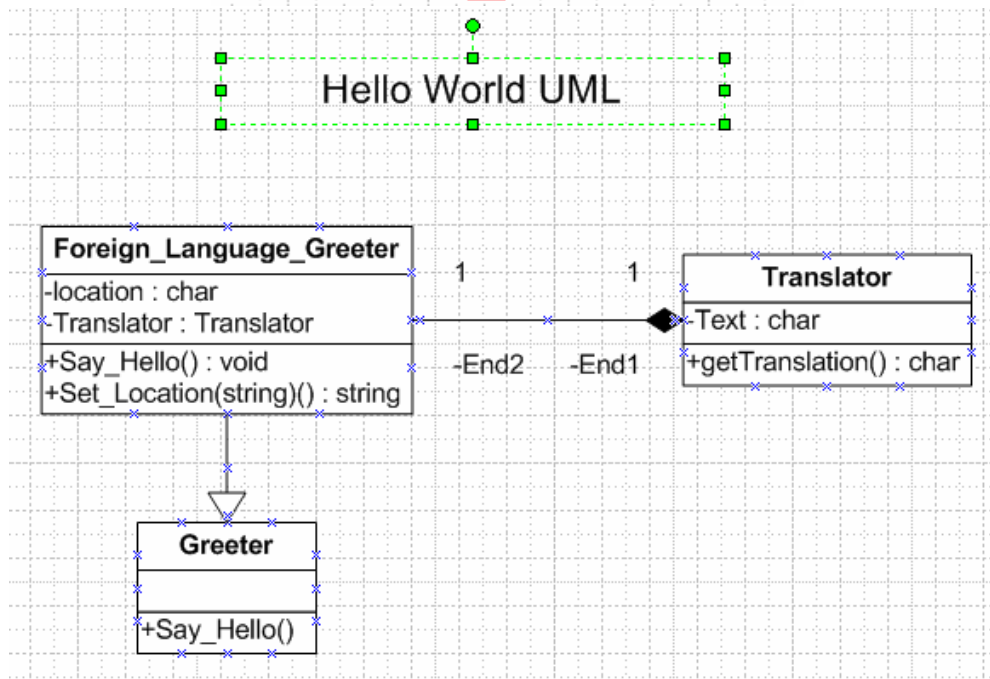 Hello World UML
Foreign_Language_Greeter
-location : char
-Translator : Translator
+Say_Hello() : void
+Set_Location(string)() : string
1
1
-End2
-End1
Translator
-Text : char
+getTranslation() : char
Greeter
+Say_Hello()